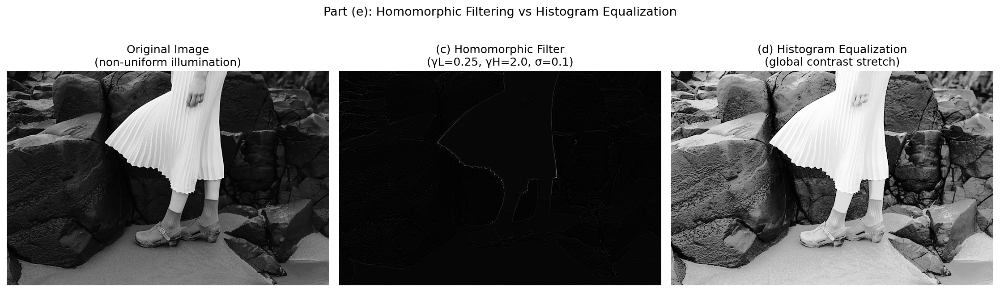 Part (e): Homomorphic Filtering vs Histogram Equalization
Original Image
(non-uniform illumination)
(c) Homomorphic Filter
(γL=0.25, γH=2.0, σ=0.1)
(d) Histogram Equalization
(global contrast stretch)